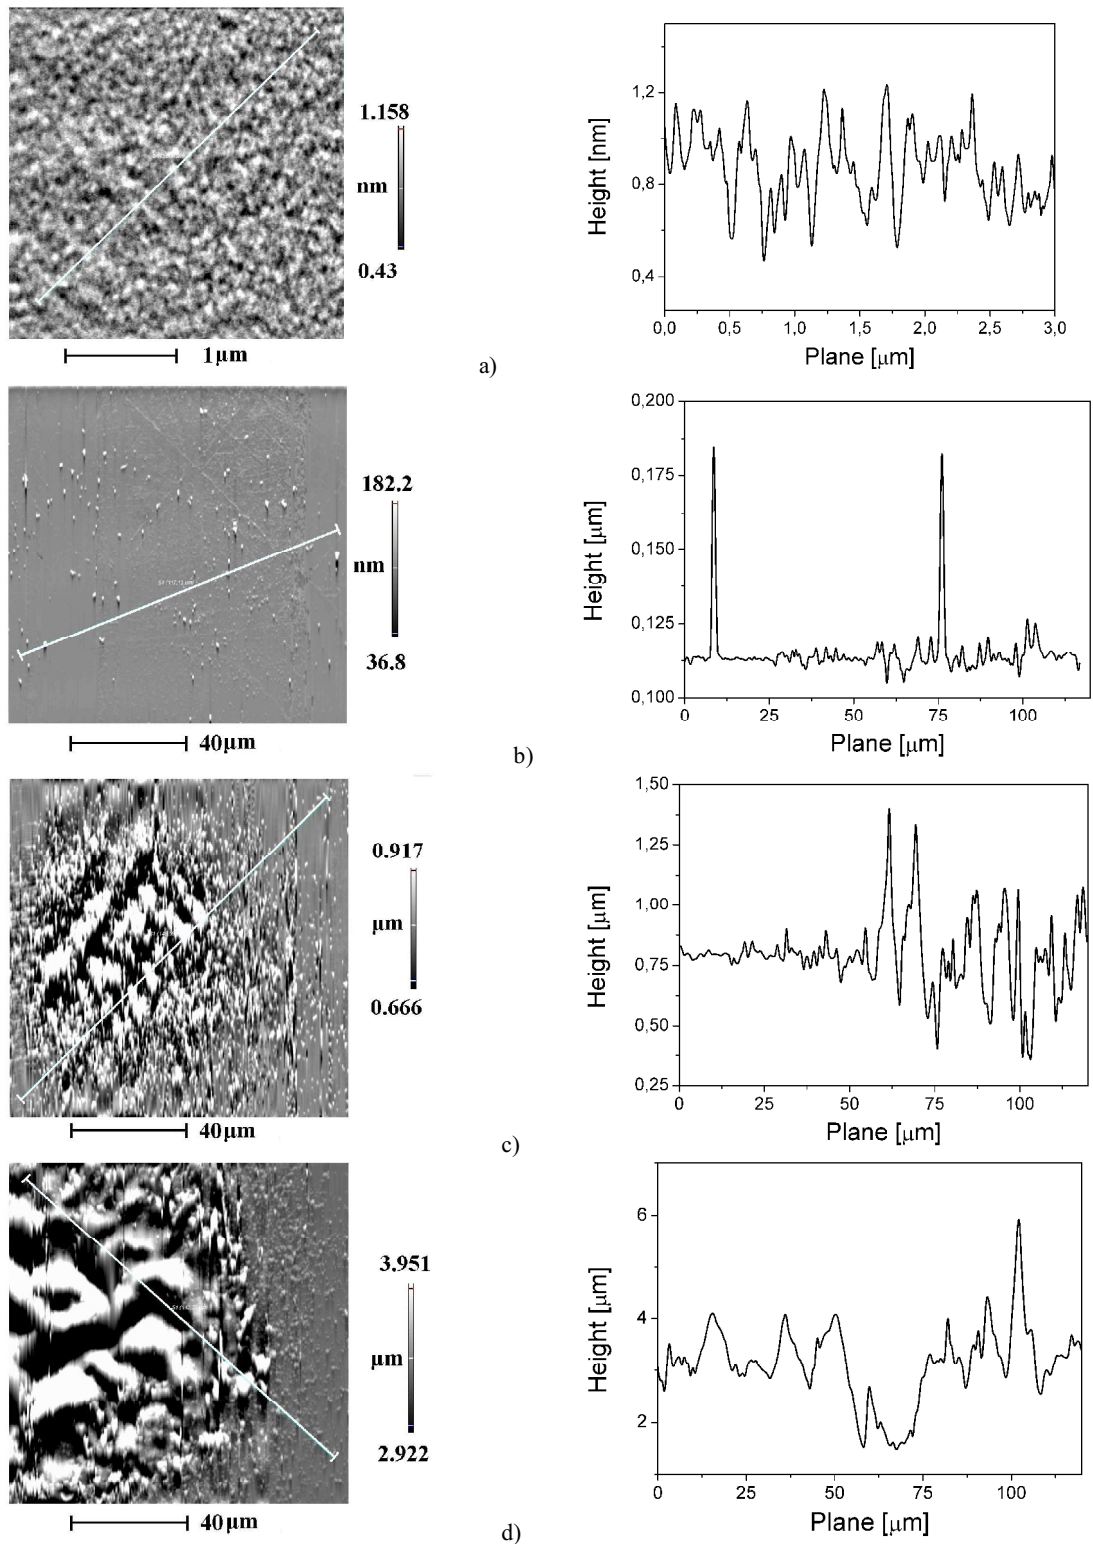 1.158
nm
0.43
1µm
Height [nm]
1,2
0,8
0,4
0,0 0,5 1,0 1,5 2,0 2,5 3,0
Plane [µm]
a)
182.2
nm
36.8
40µm
Height [µm]
0,200
0,175
0,150
0,125
0,100
0 25 50 75 100
Plane [µm]
b)
0.917
µm
0.666
40µm
Height [µm]
1,50
1,25
1,00
0,75
0,50
0,25
0 25 50 75 100
Plane [µm]
c)
3.951
µm
2.922
40µm
Height [µm]
6
4
2
0 25 50 75 100
Plane [µm]
d)